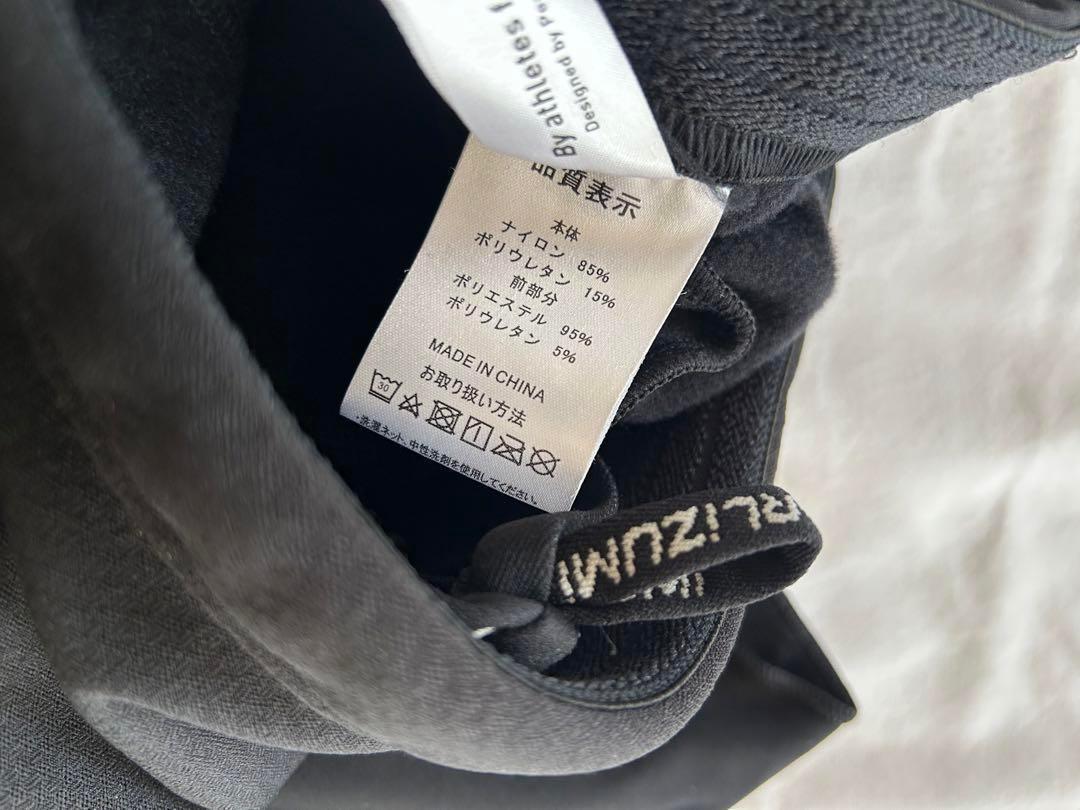 By athletes
Designed by
品質表示
本体
ナイロン 85%
ポリウレタン 15%
前部分
ポリエステル 95%
ポリウレタン 5%
MADE IN CHINA
お取り扱い方法
30
・洗濯ネット、中性洗剤を使用してください。
RLiZUMi